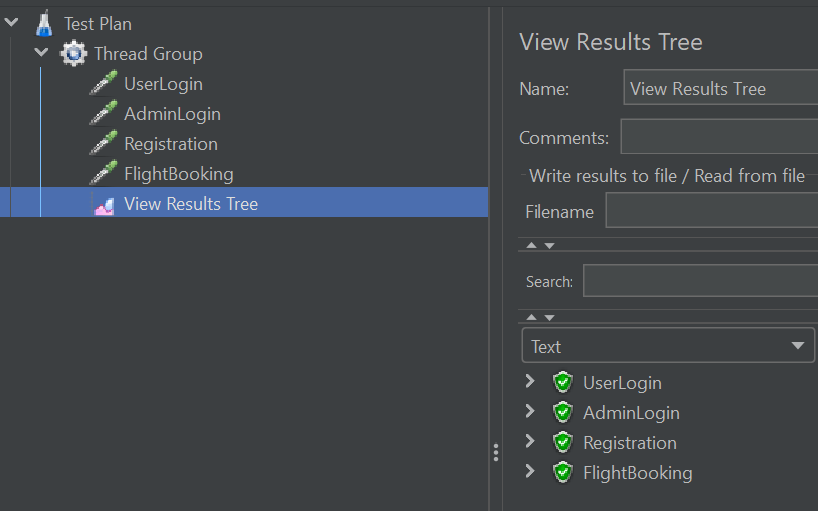 Test Plan
Thread Group
UserLogin
AdminLogin
Registration
FlightBooking
View Results Tree
View Results Tree
Name: View Results Tree
Comments:
Write results to file / Read from file
Filename
Search:
Text
UserLogin
AdminLogin
Registration
FlightBooking